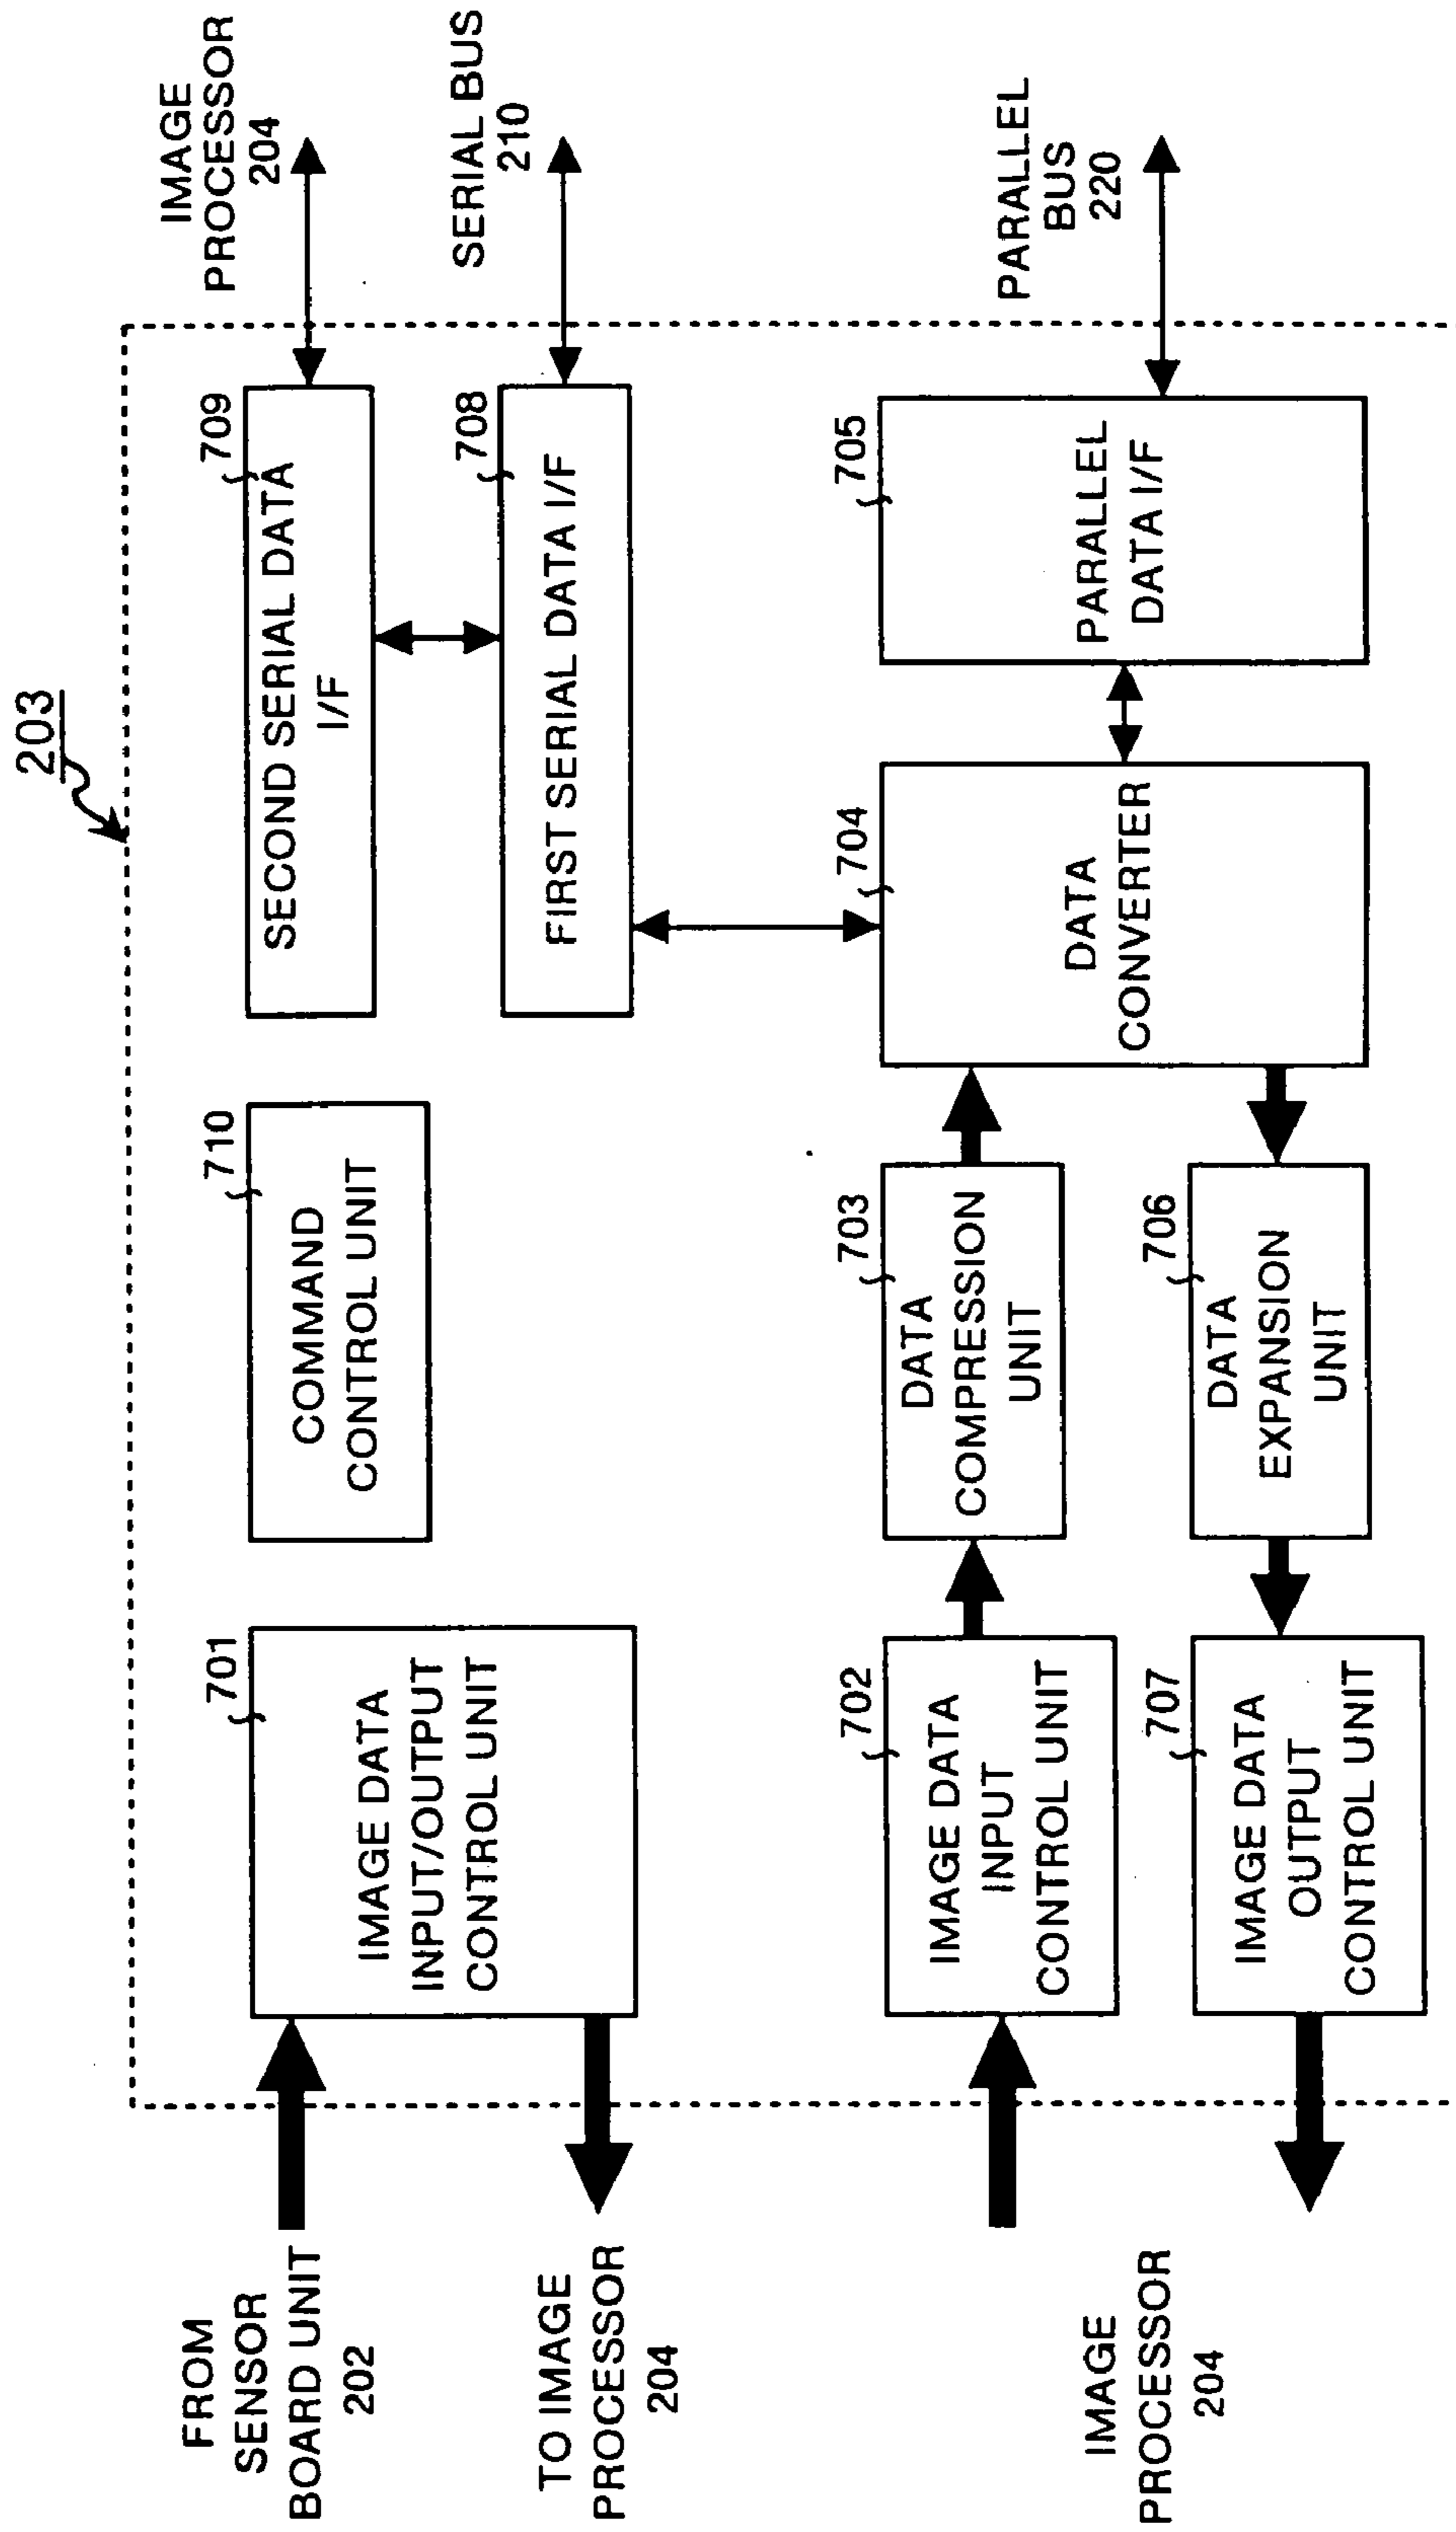 203
IMAGE
PROCESSOR
204
SERIAL BUS
210
PARALLEL
BUS
220
709
SECOND SERIAL DATA
I/F
708
FIRST SERIAL DATA I/F
705
PARALLEL
DATA I/F
704
DATA
CONVERTER
710
COMMAND
CONTROL UNIT
703
DATA
COMPRESSION
UNIT
706
DATA
EXPANSION
UNIT
701
IMAGE DATA
INPUT/OUTPUT
CONTROL UNIT
702
IMAGE DATA
INPUT
CONTROL UNIT
707
IMAGE DATA
OUTPUT
CONTROL UNIT
FROM
SENSOR
BOARD UNIT
202
TO IMAGE
PROCESSOR
204
IMAGE
PROCESSOR
204